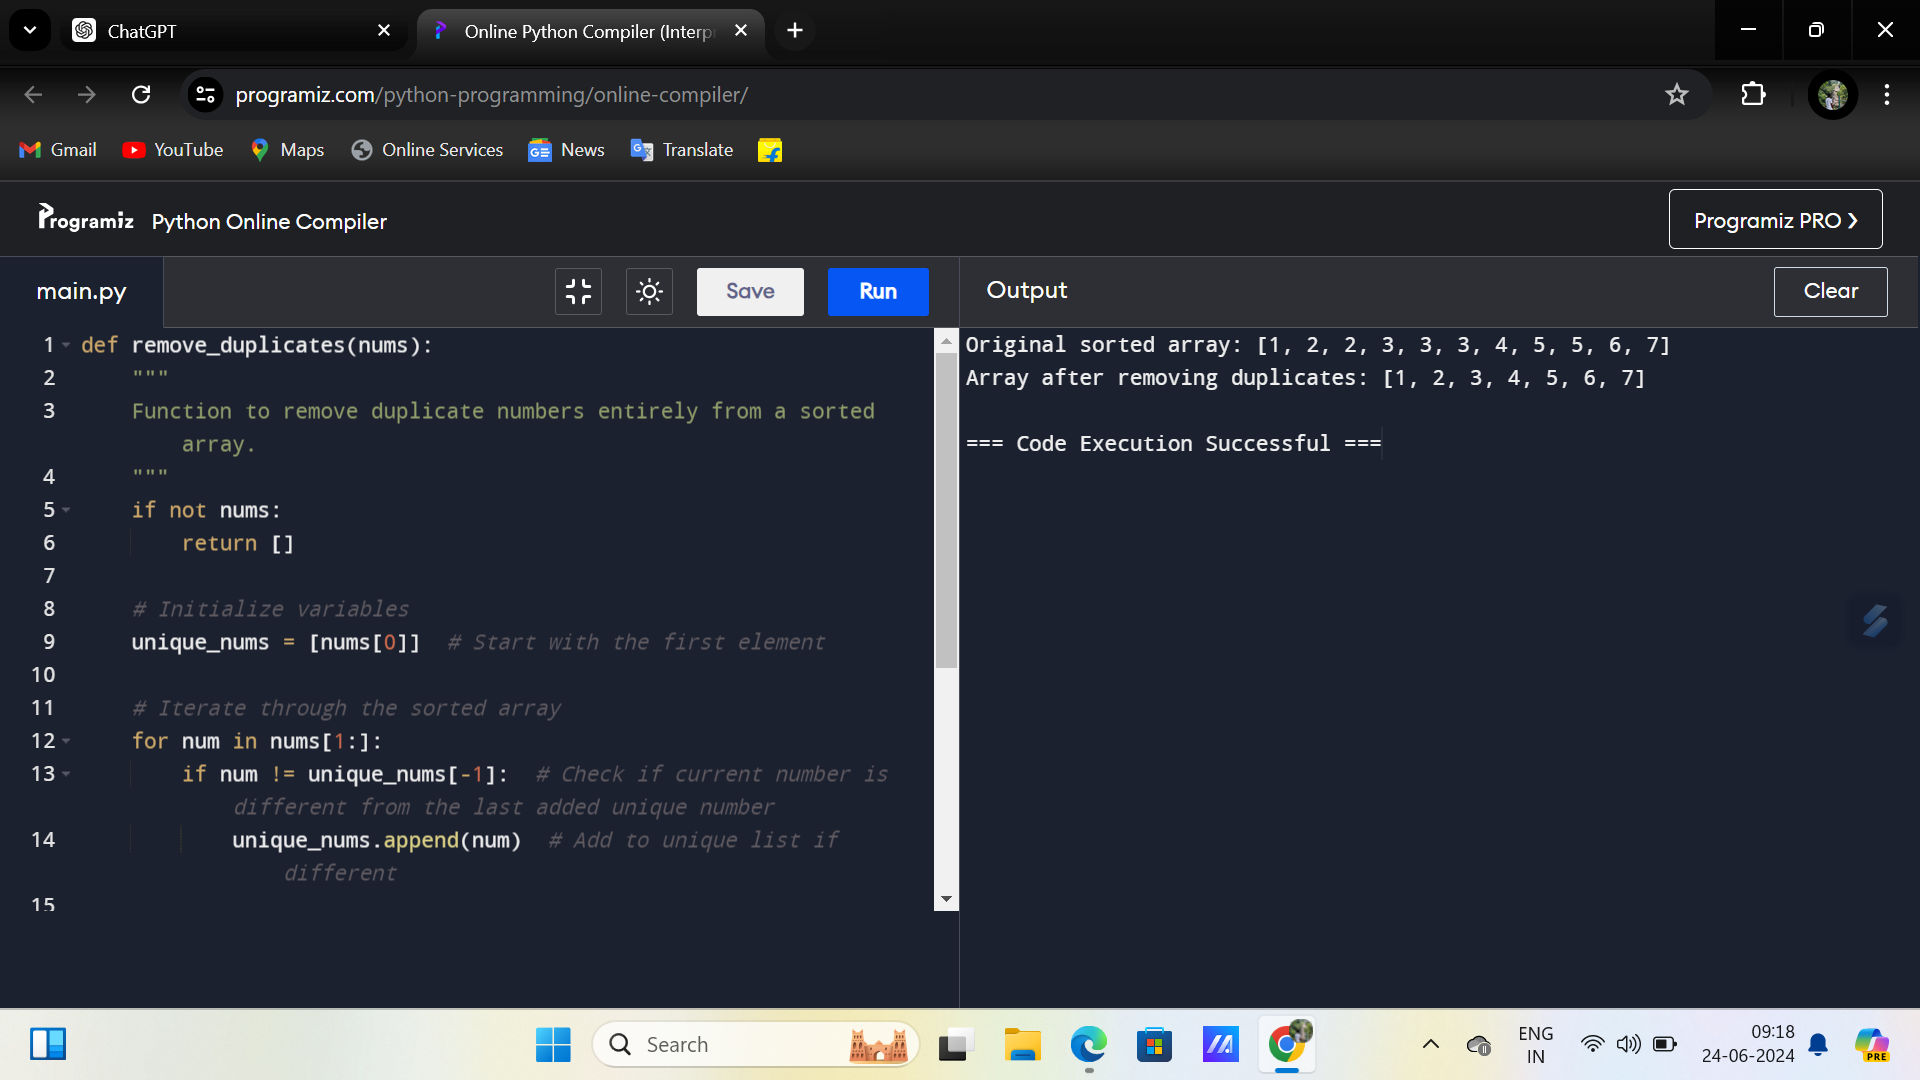 ChatGPT
Online Python Compiler (Interp
programiz.com/python-programming/online-compiler/
Gmail
YouTube
Maps
Online Services
News
Translate
Programiz
Python Online Compiler
Programiz PRO ❯
main.py
Save
Run
Output
Clear
1 def remove_duplicates(nums):
2 """
3 Function to remove duplicate numbers entirely from a sorted
array.
4 """
5 if not nums:
6 return []
7
8 # Initialize variables
9 unique_nums = [nums[0]]  # Start with the first element
10
11 # Iterate through the sorted array
12 for num in nums[1:]:
13 if num != unique_nums[-1]:  # Check if current number is
different from the last added unique number
14 unique_nums.append(num)  # Add to unique list if
different
15
Original sorted array: [1, 2, 2, 3, 3, 3, 4, 5, 5, 6, 7]
Array after removing duplicates: [1, 2, 3, 4, 5, 6, 7]
=== Code Execution Successful ===
Search
ENG
IN
09:18
24-06-2024
PRE